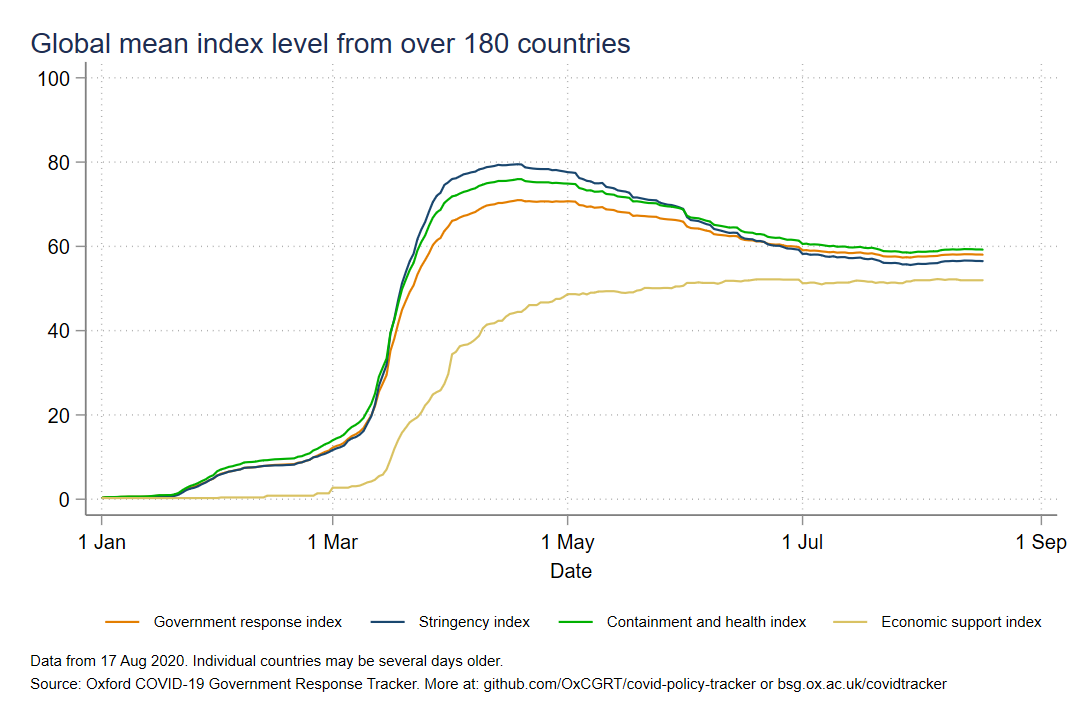 Global mean index level from over 180 countries
100
80
60
40
20
0
1 Jan 1 Mar 1 May 1 Jul 1 Sep
Date
Government response index Stringency index Containment and health index Economic support index
Data from 17 Aug 2020. Individual countries may be several days older.
Source: Oxford COVID-19 Government Response Tracker. More at: github.com/OxCGRT/covid-policy-tracker or bsg.ox.ac.uk/covidtracker